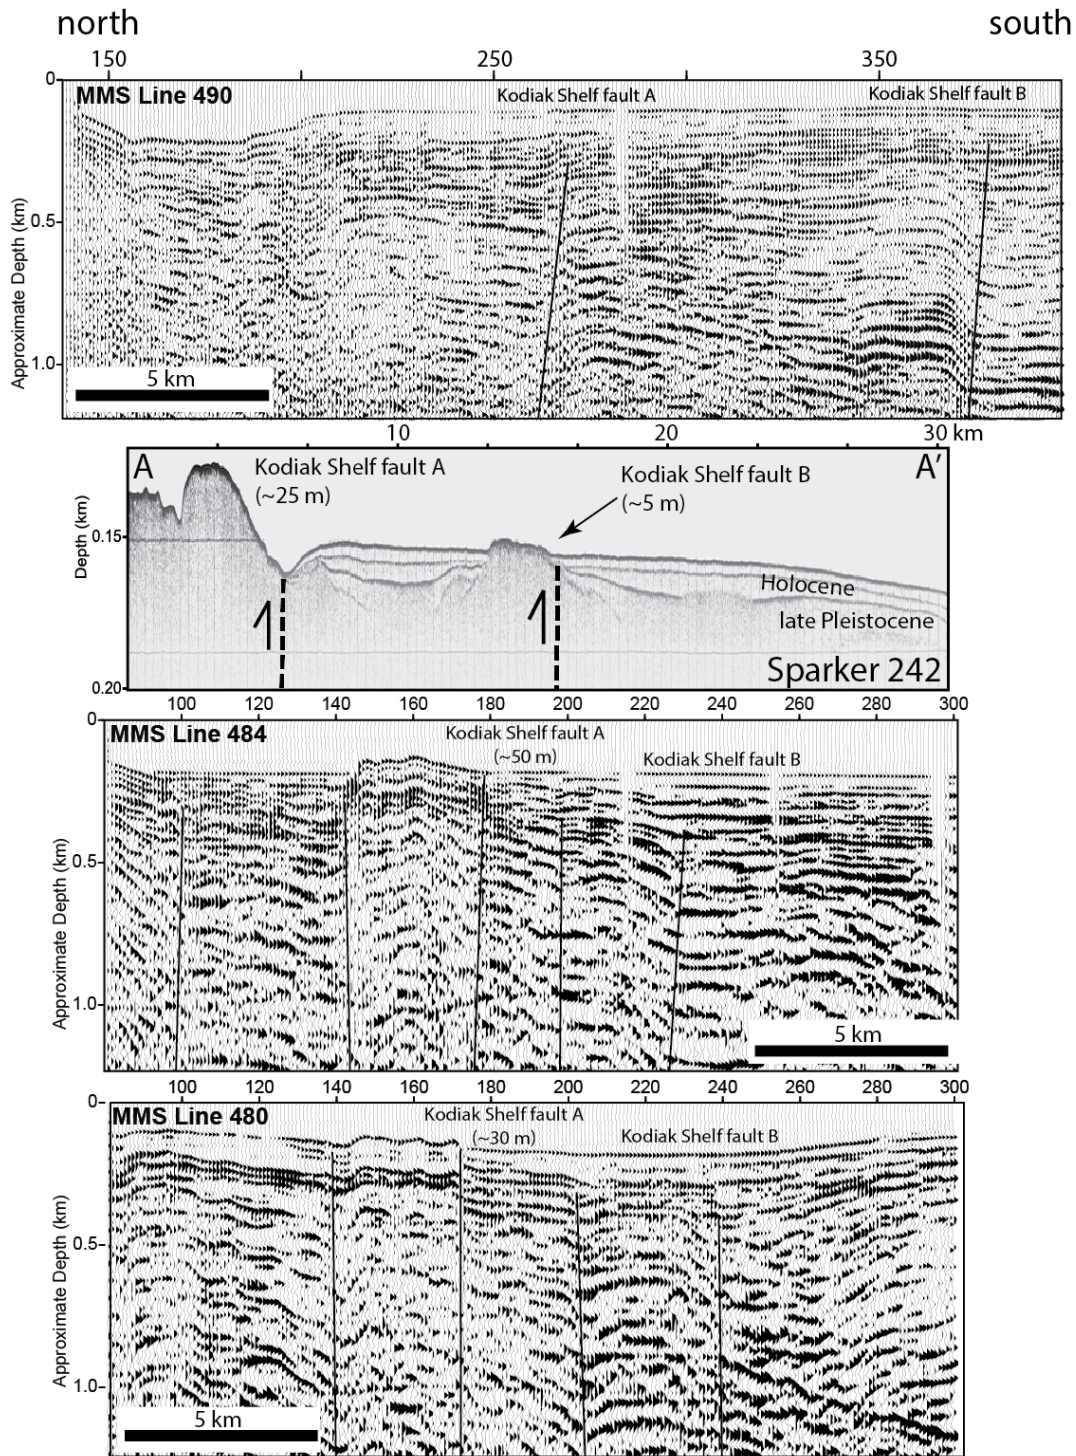 north south
150 250 350
0
MMS Line 490
Kodiak Shelf fault A
Kodiak Shelf fault B
0.5
1.0
Approximate Depth (km)
5 km
10 20 30 km
A
A'
Kodiak Shelf fault A
(~25 m)
Kodiak Shelf fault B
(~5 m)
Depth (km)
0.15
0.20
Holocene
late Pleistocene
Sparker 242
100 120 140 160 180 200 220 240 260 280 300
0
MMS Line 484
Kodiak Shelf fault A
(~50 m)
Kodiak Shelf fault B
0.5
1.0
Approximate Depth (km)
5 km
100 120 140 160 180 200 220 240 260 280 300
0
MMS Line 480
Kodiak Shelf fault A
(~30 m)
Kodiak Shelf fault B
0.5
1.0
Approximate Depth (km)
5 km